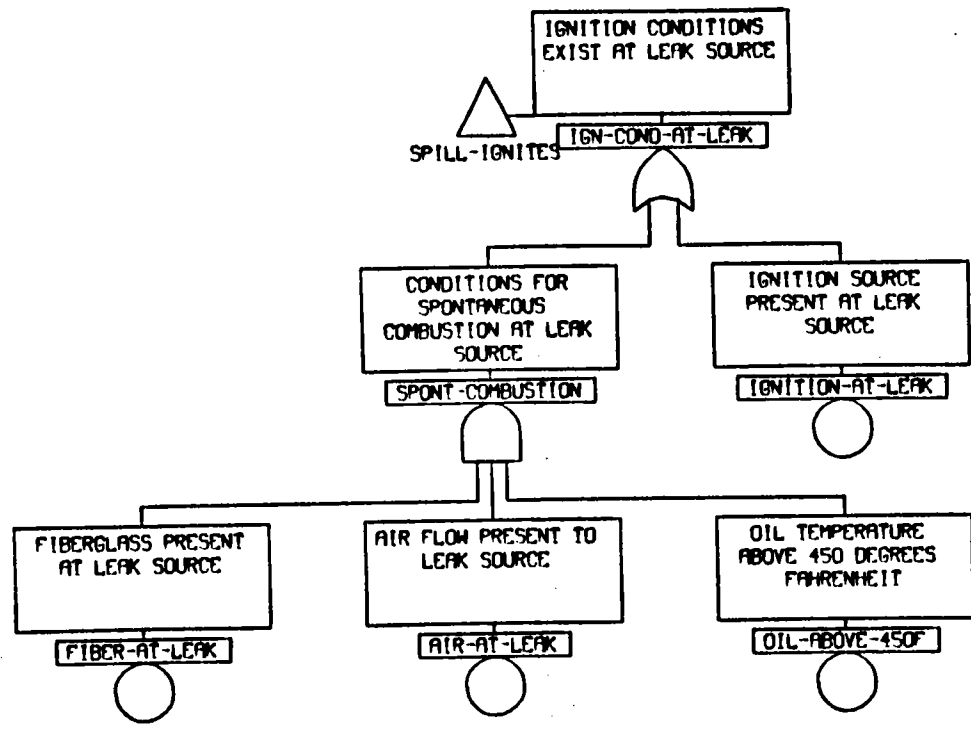 IGNITION CONDITIONS
EXIST AT LEAK SOURCE
SPILL-IGNITES
IGN-COND-AT-LEAK
CONDITIONS FOR
SPONTANEOUS
COMBUSTION AT LEAK
SOURCE
SPONT-COMBUSTION
IGNITION SOURCE
PRESENT AT LEAK
SOURCE
IGNITION-AT-LEAK
FIBERGLASS PRESENT
AT LEAK SOURCE
FIBER-AT-LEAK
AIR FLOW PRESENT TO
LEAK SOURCE
AIR-AT-LEAK
OIL TEMPERATURE
ABOVE 450 DEGREES
FAHRENHEIT
OIL-ABOVE-450F